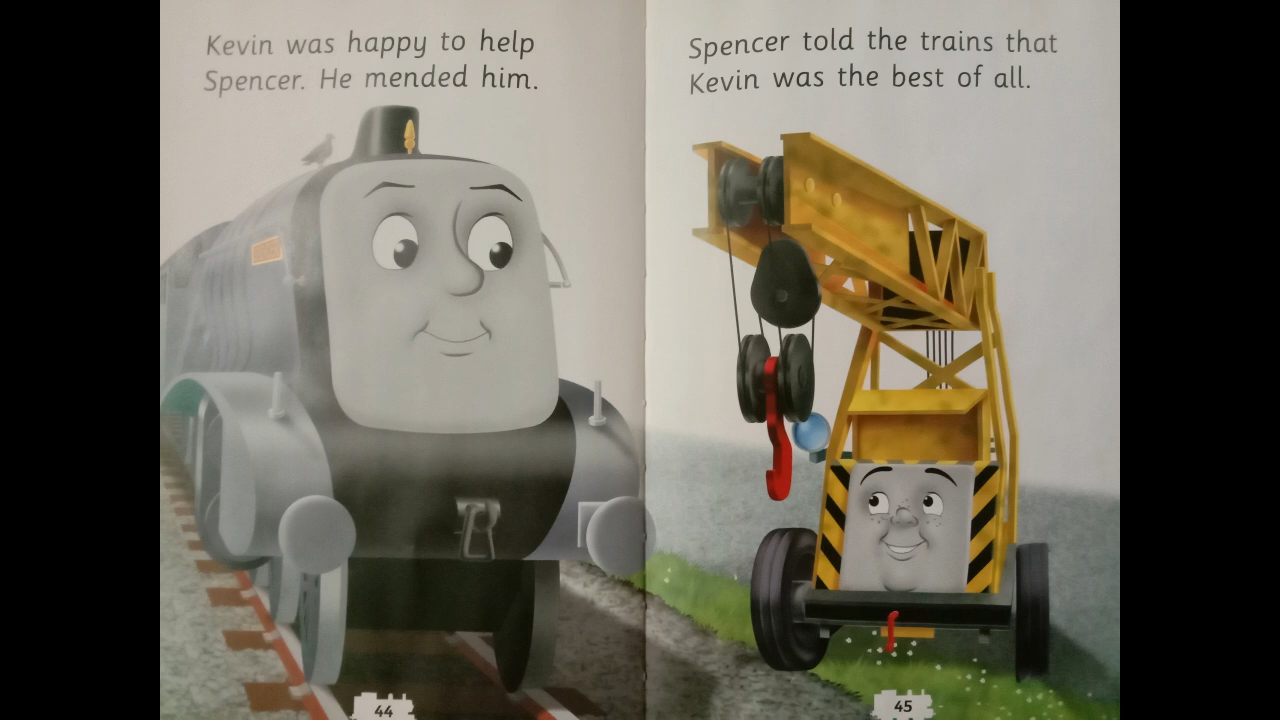 Kevin was happy to help
Spencer. He mended him.
44
Spencer told the trains that
Kevin was the best of all.
45